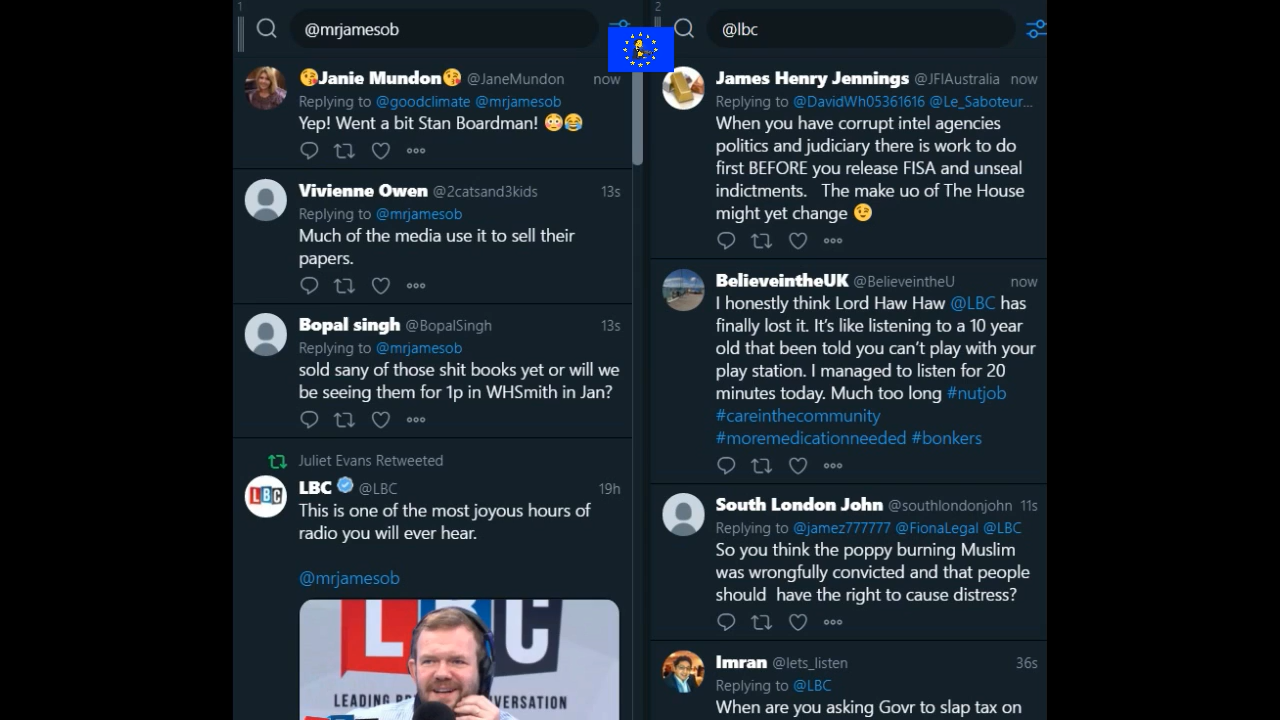 1
@mrjamesob
😘Janie Mundon😘 @JaneMundon now
Replying to @goodclimate @mrjamesob
Yep! Went a bit Stan Boardman! 😳😂
Vivienne Owen @2catsand3kids 13s
Replying to @mrjamesob
Much of the media use it to sell their
papers.
Bopal singh @BopalSingh 13s
Replying to @mrjamesob
sold sany of those shit books yet or will we
be seeing them for 1p in WHSmith in Jan?
Juliet Evans Retweeted
LBC
LBC @LBC 19h
This is one of the most joyous hours of
radio you will ever hear.
@mrjamesob
LBC
LEADING BR
CONVERSATION
2
@lbc
James Henry Jennings @JFIAustralia now
Replying to @DavidWh05361616 @Le_Saboteur...
When you have corrupt intel agencies
politics and judiciary there is work to do
first BEFORE you release FISA and unseal
indictments. The make uo of The House
might yet change 😉
BelieveintheUK @BelieveintheU now
I honestly think Lord Haw Haw @LBC has
finally lost it. It's like listening to a 10 year
old that been told you can't play with your
play station. I managed to listen for 20
minutes today. Much too long #nutjob
#careinthecommunity
#moremedicationneeded #bonkers
South London John @southlondonjohn 11s
Replying to @jamez777777 @FionaLegal @LBC
So you think the poppy burning Muslim
was wrongfully convicted and that people
should have the right to cause distress?
Imran @lets_listen 36s
Replying to @LBC
When are you asking Govr to slap tax on